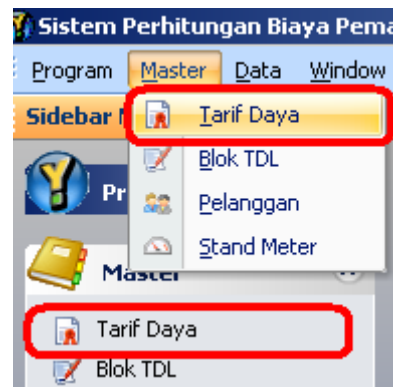 Sistem Perhitungan Biaya Pema
Program Master Data Window
Sidebar
Tarif Daya
Blok TDL
Pelanggan
Stand Meter
Pr
Master
Tarif Daya
Blok TDL